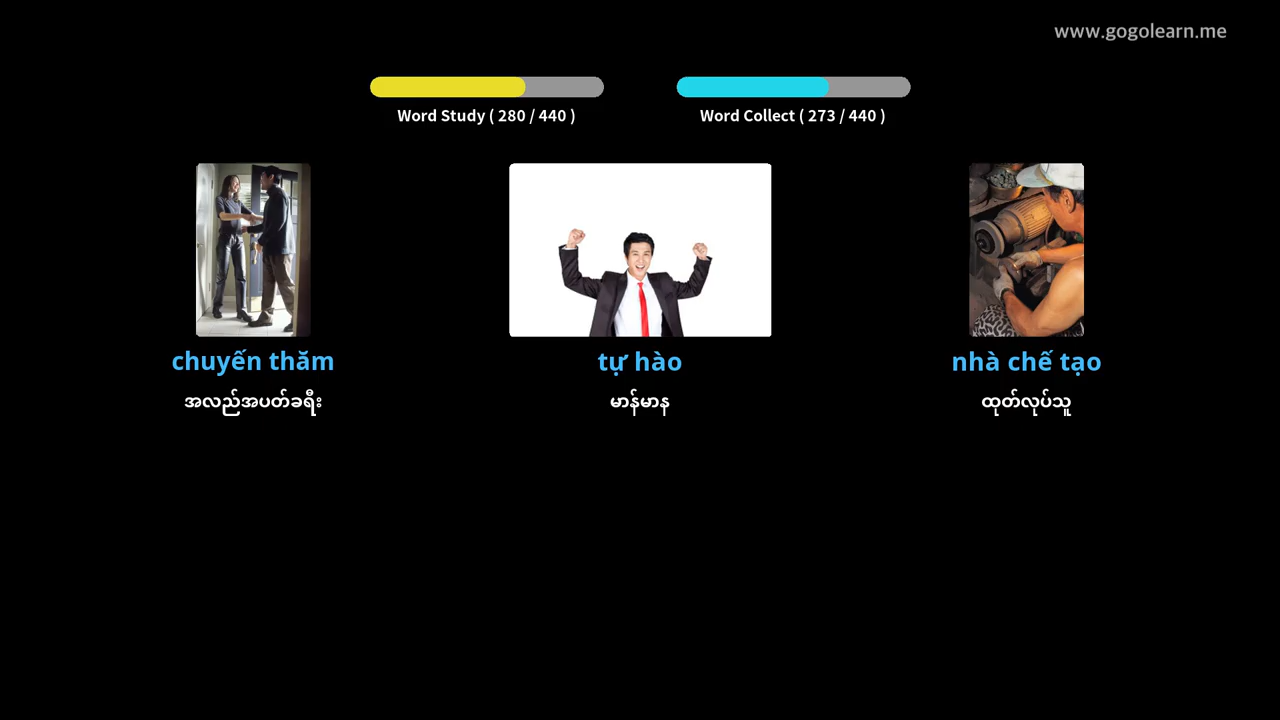 www.gogolearn.me
Word Study ( 280 / 440 )
Word Collect ( 273 / 440 )
chuyến thăm
tự hào
nhà chế tạo
အလည်အပတ်ခရီး
မာန်မာန
ထုတ်လုပ်သူ